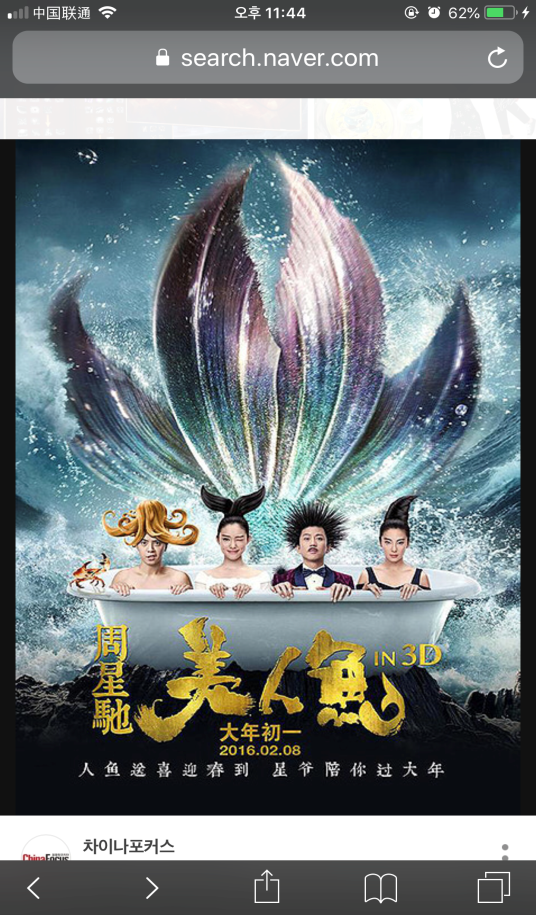 中国联通
오후 11:44
62%
search.naver.com
周星馳
美人魚 IN 3D
大年初一
2016.02.08
人鱼送喜迎春到 星爷陪你过大年
차이나포커스
ChinaFocus